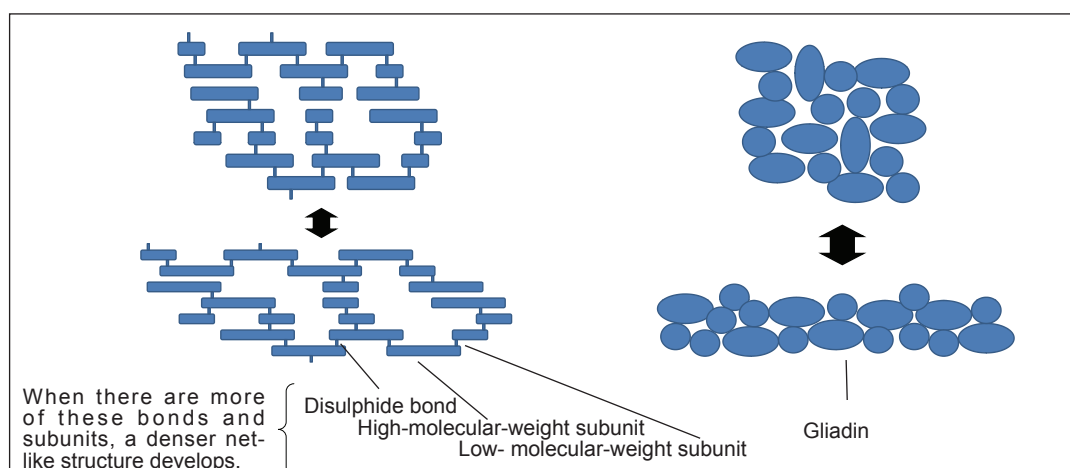 When there are more
of these bonds and
subunits, a denser net-
like structure develops.
Disulphide bond
High-molecular-weight subunit
Low- molecular-weight subunit
Gliadin